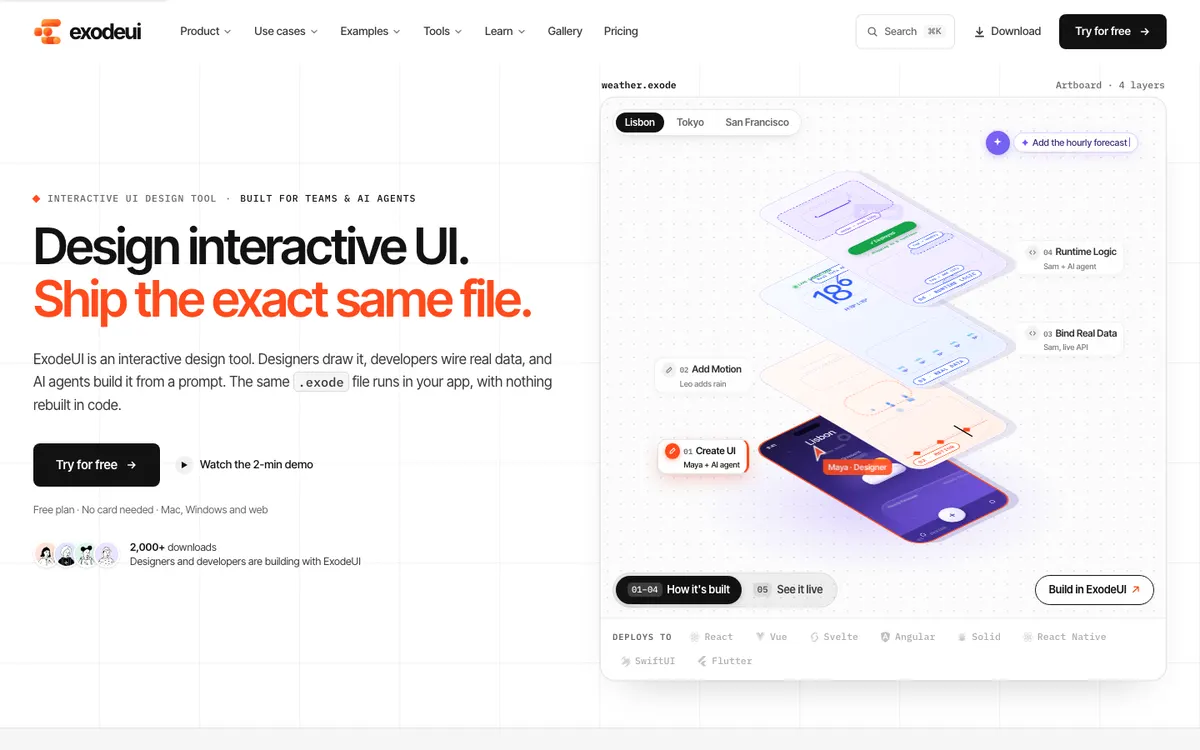 exodeui
Product
Use cases
Examples
Tools
Learn
Gallery
Pricing
Search ⌘K
Download
Try for free →
weather.exode
Artboard · 4 layers
Lisbon
Tokyo
San Francisco
Add the hourly forecast
INTERACTIVE UI DESIGN TOOL · BUILT FOR TEAMS & AI AGENTS
Design interactive UI.
Ship the exact same file.
ExodeUI is an interactive design tool. Designers draw it, developers wire real data, and
AI agents build it from a prompt. The same .exode file runs in your app, with nothing
rebuilt in code.
Try for free →
Watch the 2-min demo
Free plan · No card needed · Mac, Windows and web
2,000+ downloads
Designers and developers are building with ExodeUI
04 Runtime Logic
Sam + AI agent
18°
03 Bind Real Data
Sam, live API
02 Add Motion
Leo adds rain
01 Create UI
Maya + AI agent
Lisbon
Maya · Designer
01–04 How it's built
05 See it live
Build in ExodeUI ↗
DEPLOYS TO
React
Vue
Svelte
Angular
Solid
React Native
SwiftUI
Flutter